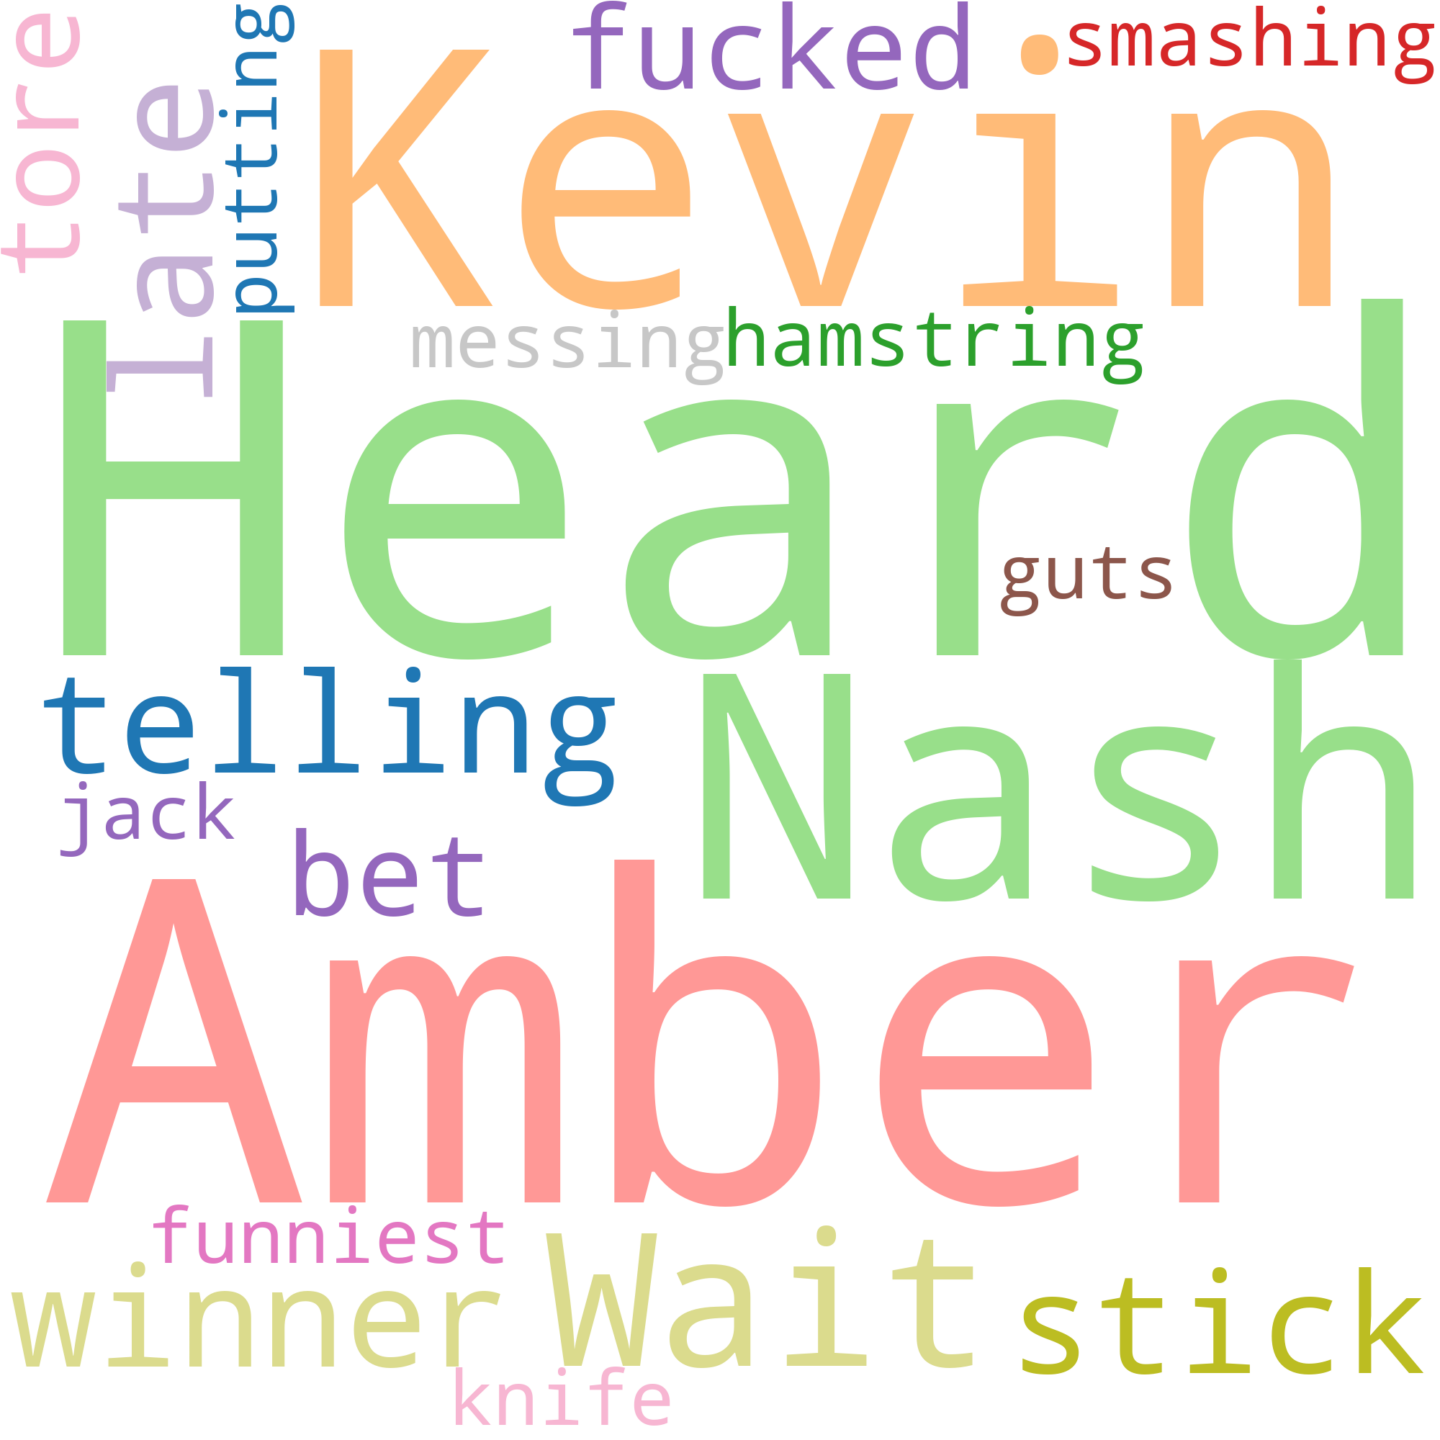 tore
late
putting
Kevin
fucked
smashing
messing
hamstring
Heard
guts
telling
Nash
jack
bet
Amber
funniest
winner
Wait
stick
knife